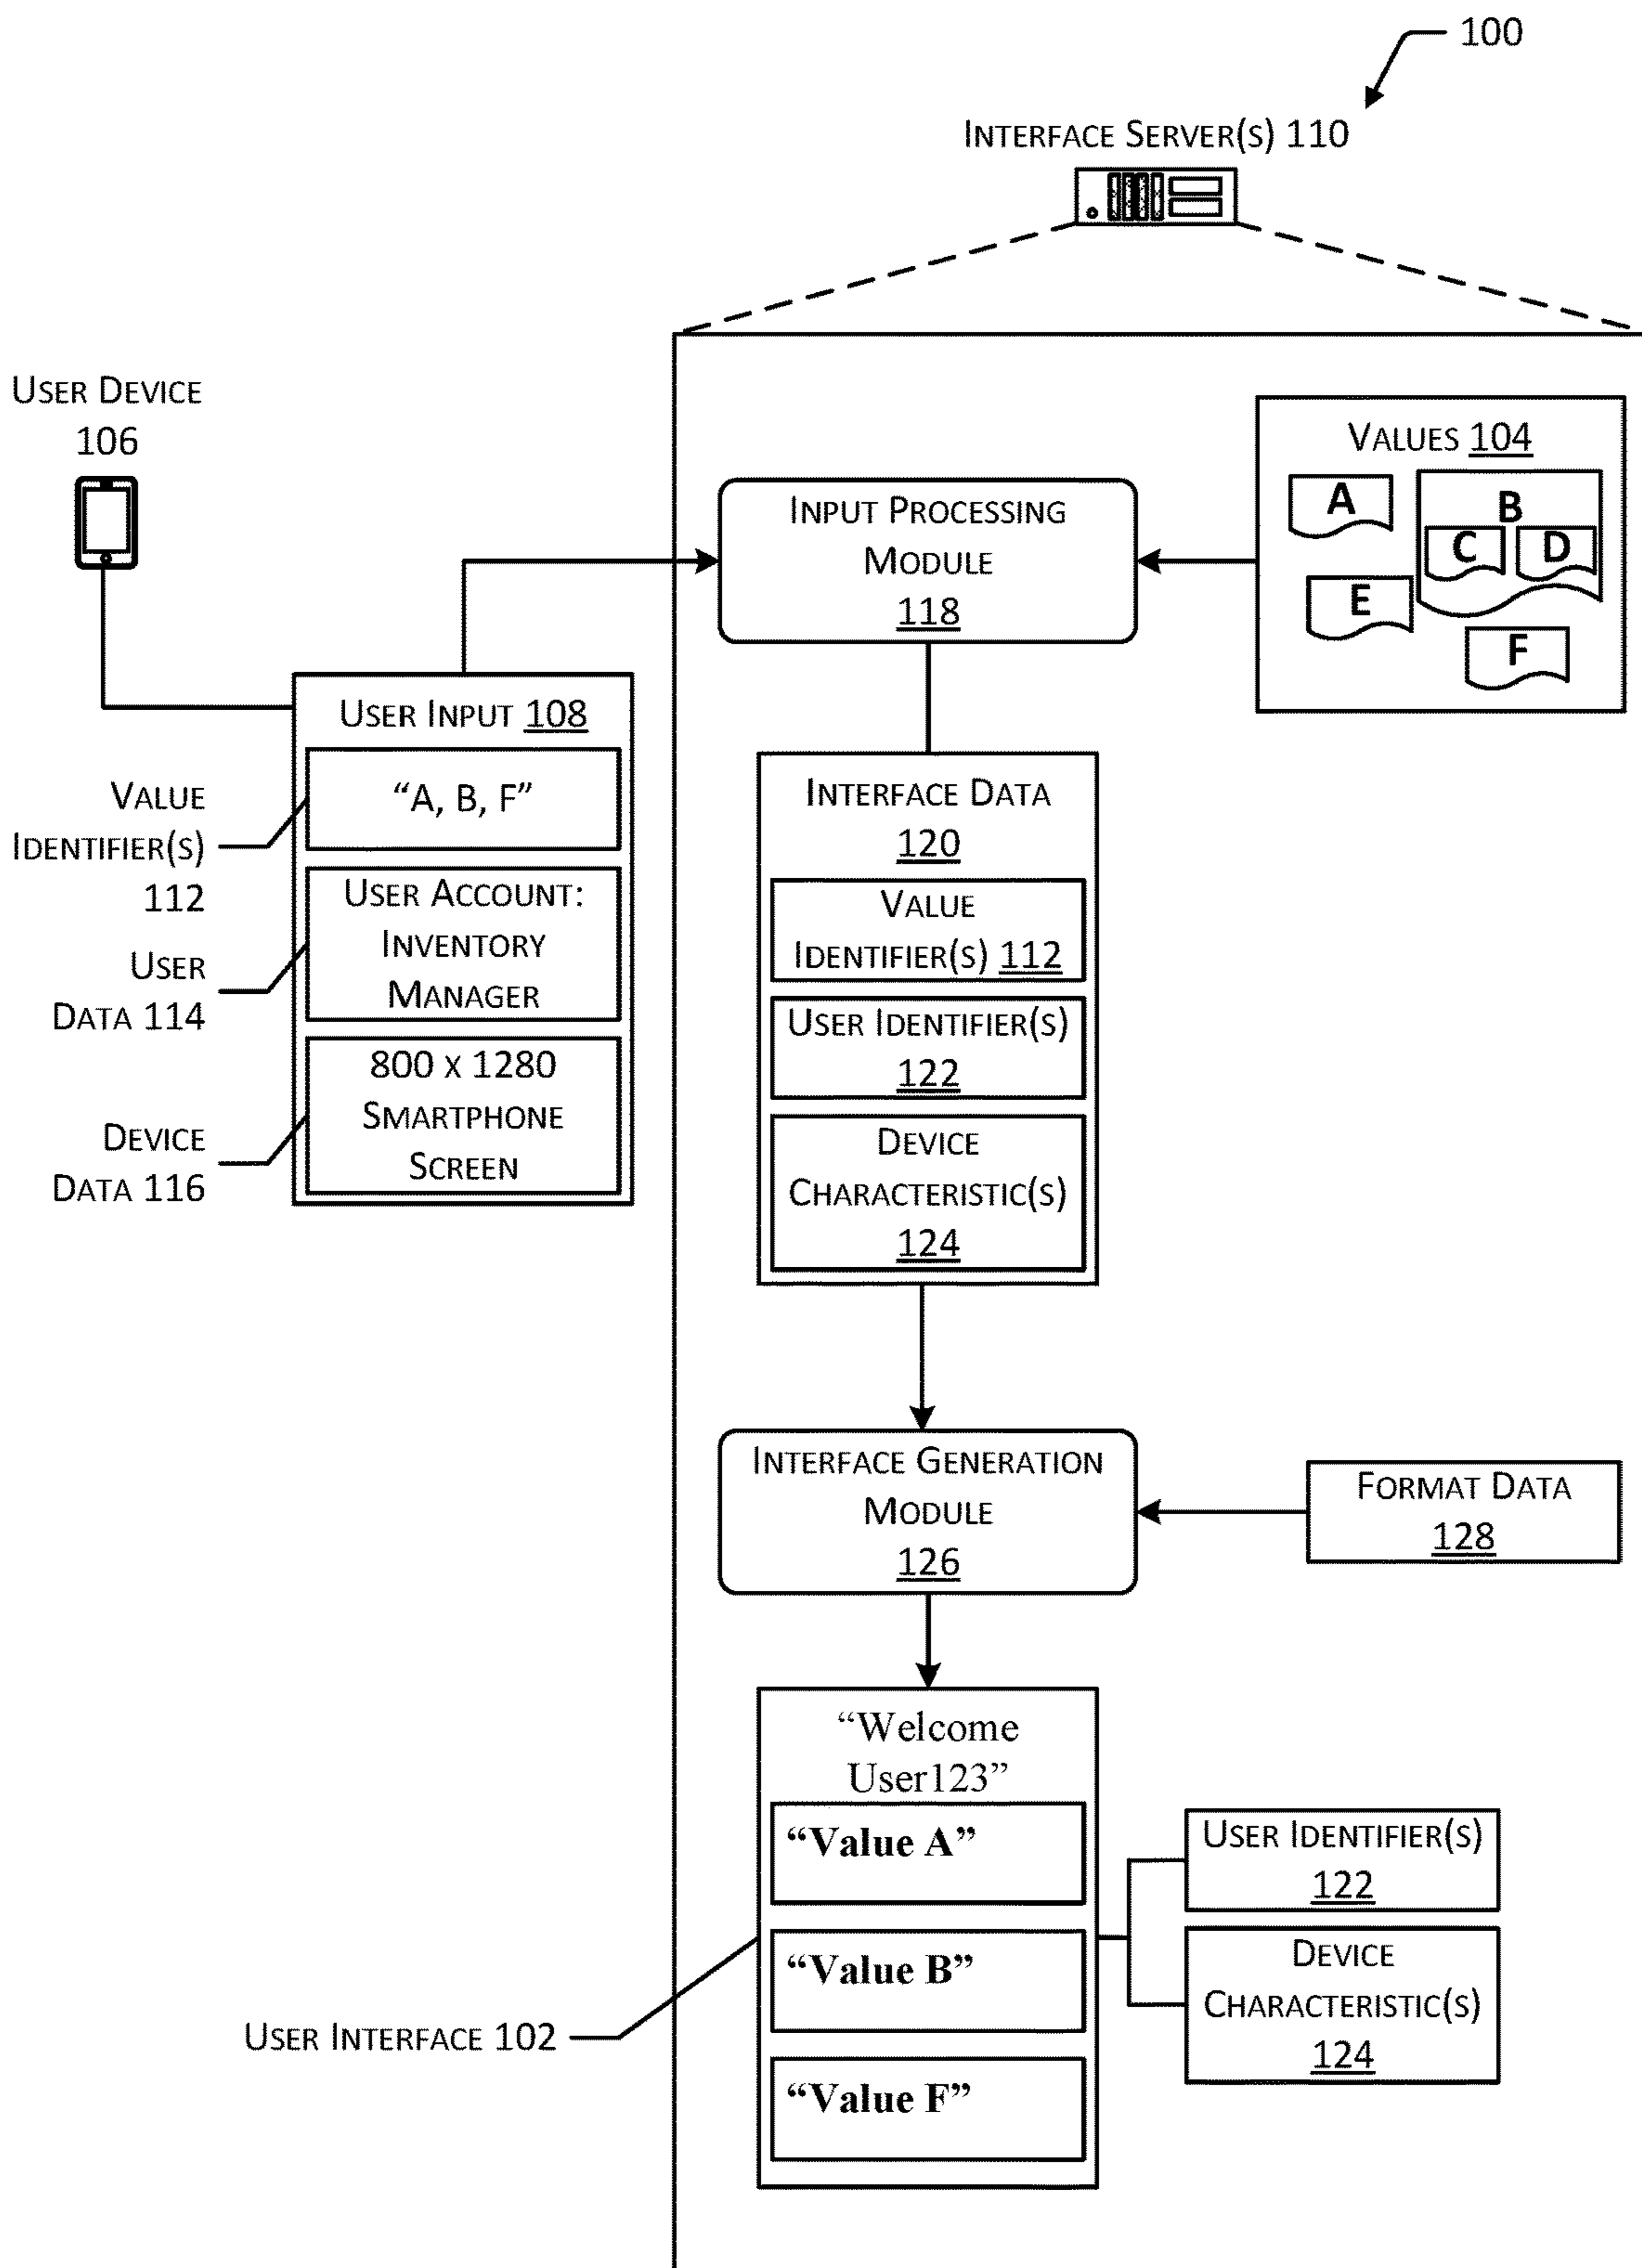 100
INTERFACE SERVER(S) 110
USER DEVICE
106
VALUES 104
A
B
C
D
E
F
INPUT PROCESSING
MODULE
118
USER INPUT 108
"A, B, F"
USER ACCOUNT:
INVENTORY
MANAGER
800 X 1280
SMARTPHONE
SCREEN
VALUE
IDENTIFIER(S)
112
USER
DATA 114
DEVICE
DATA 116
INTERFACE DATA
120
VALUE
IDENTIFIER(S) 112
USER IDENTIFIER(S)
122
DEVICE
CHARACTERISTIC(S)
124
INTERFACE GENERATION
MODULE
126
FORMAT DATA
128
“Welcome
User123”
“Value A”
“Value B”
“Value F”
USER IDENTIFIER(S)
122
DEVICE
CHARACTERISTIC(S)
124
USER INTERFACE 102